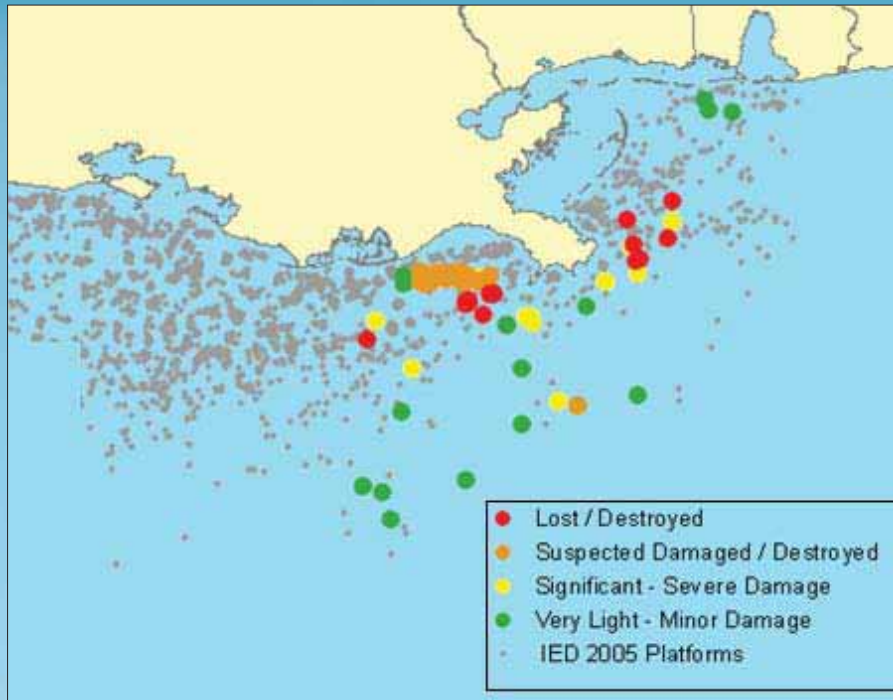 Lost / Destroyed
Suspected Damaged / Destroyed
Significant - Severe Damage
Very Light - Minor Damage
IED 2005 Platforms